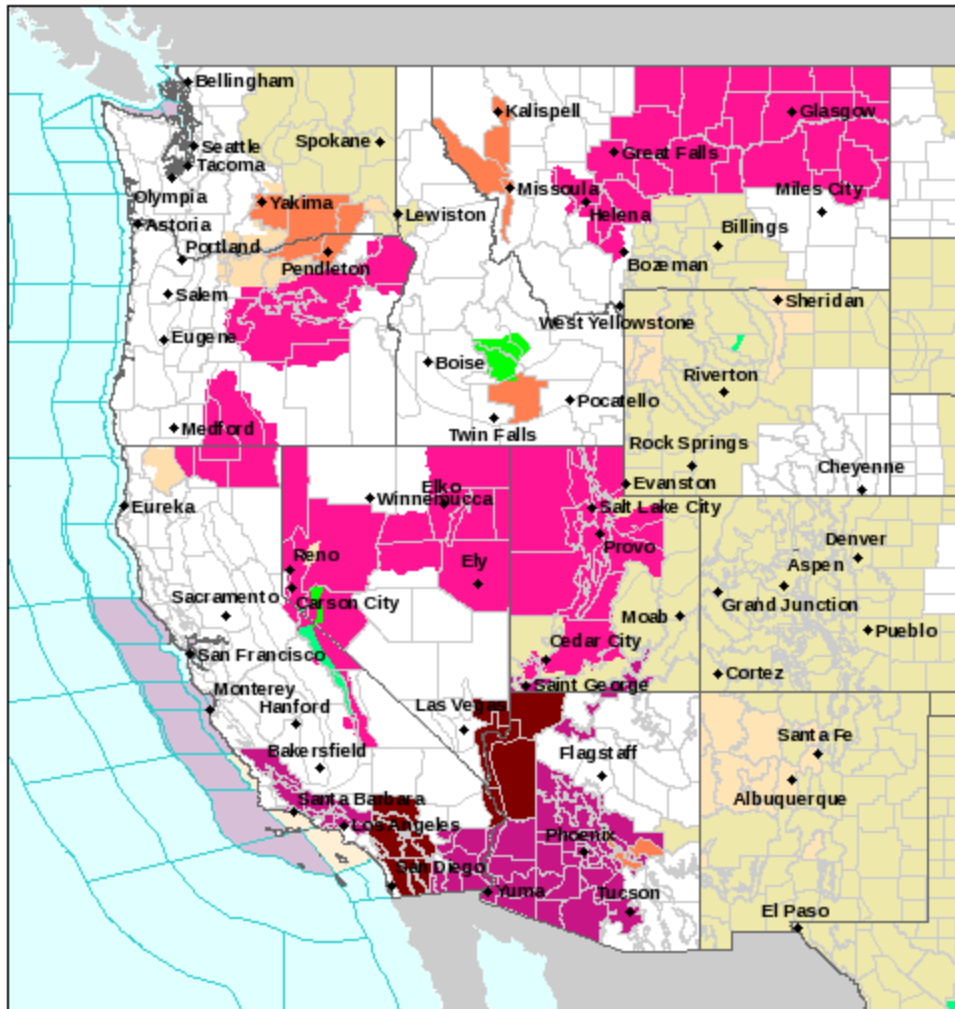 Bellingham
Kalispell
Glasgow
Seattle
Spokane
Great Falls
Tacoma
Missoula
Miles City
Olympia
Yakima
Lewiston
Helena
Astoria
Billings
Portland
Pendleton
Bozeman
Salem
Sheridan
West Yellowstone
Eugene
Boise
Riverton
Pocatello
Medford
Twin Falls
Rock Springs
Cheyenne
Elko
Evanston
Winnemucca
Eureka
Salt Lake City
Reno
Provo
Denver
Ely
Aspen
Sacramento
Carson City
Grand Junction
Moab
Pueblo
Cedar City
San Francisco
Cortez
Saint George
Monterey
Hanford
Las Vegas
Santa Fe
Bakersfield
Flagstaff
Albuquerque
Santa Barbara
Los Angeles
Phoenix
San Diego
Yuma
Tucson
El Paso